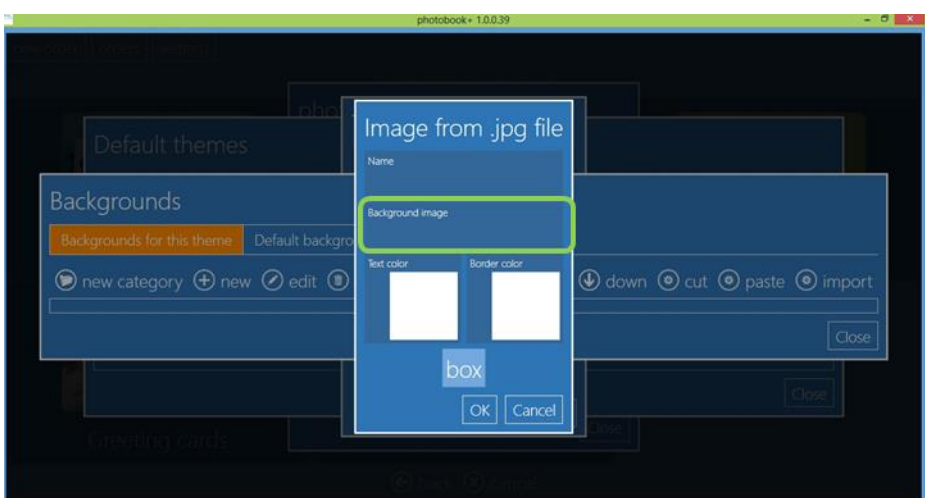 photobook+ 1.0.0.39
Default themes
Image from .jpg file
Name
Backgrounds
Background image
Backgrounds for this theme Default backgro
Text color Border color
new category new edit down cut paste import
Close
box
Close
OK Cancel
Close
Greeting cards